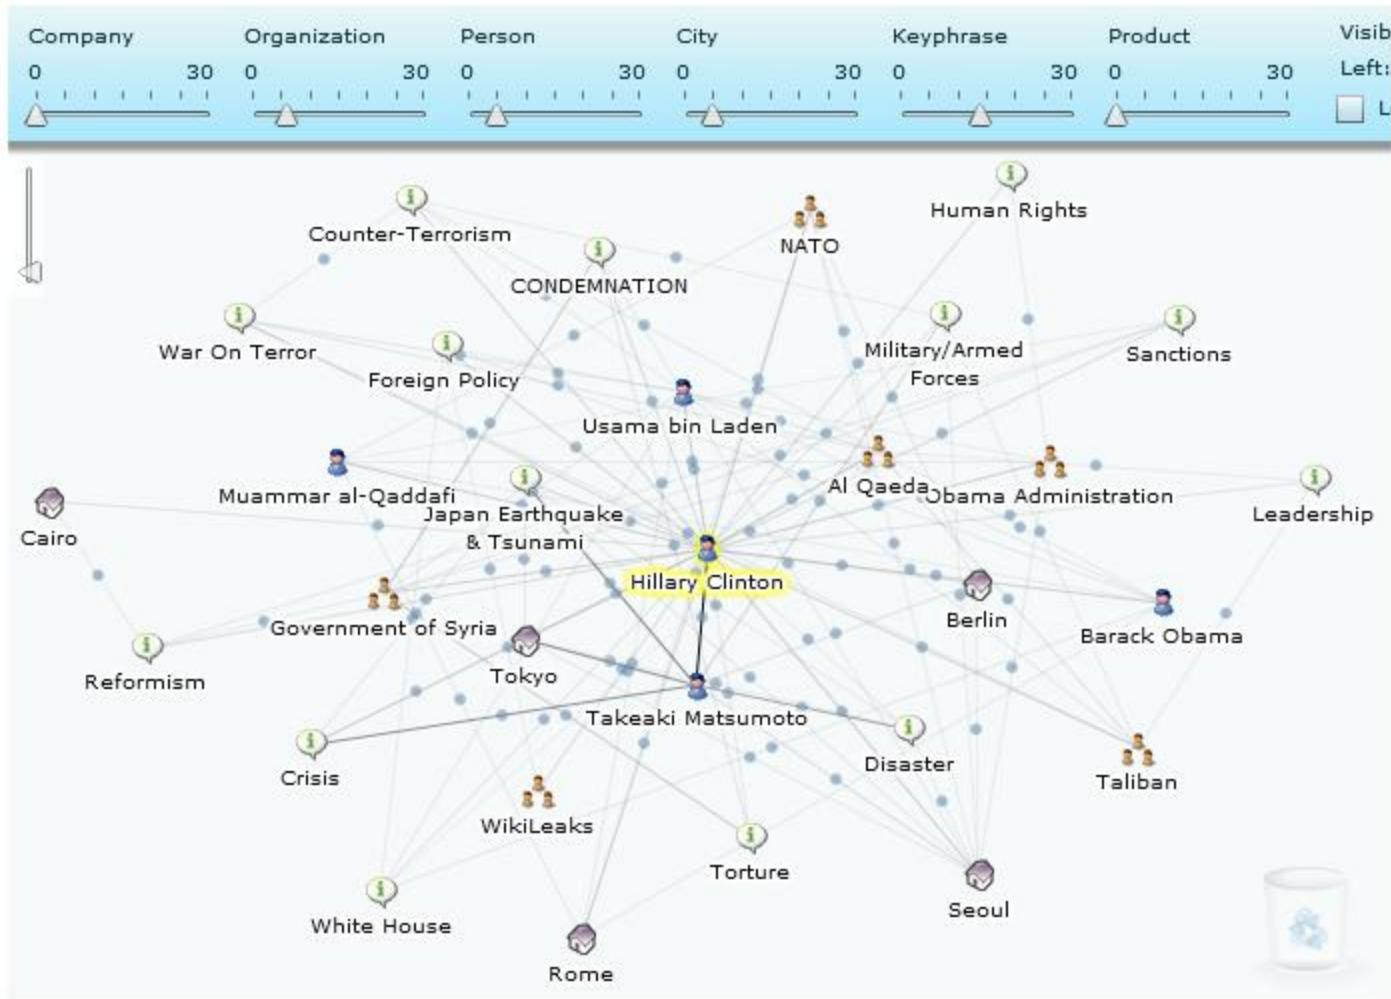 Company Organization Person City Keyphrase Product Visib
0 30 0 30 0 30 0 30 0 30 0 30 Left:
L
Human Rights
Counter-Terrorism
NATO
CONDEMNATION
War On Terror
Military/Armed
Forces
Sanctions
Foreign Policy
Usama bin Laden
Muammar al-Qaddafi
Al Qaeda
Obama Administration
Japan Earthquake
& Tsunami
Leadership
Cairo
Hillary Clinton
Berlin
Government of Syria
Barack Obama
Reformism
Tokyo
Takeaki Matsumoto
Crisis
Disaster
Taliban
WikiLeaks
Torture
White House
Seoul
Rome